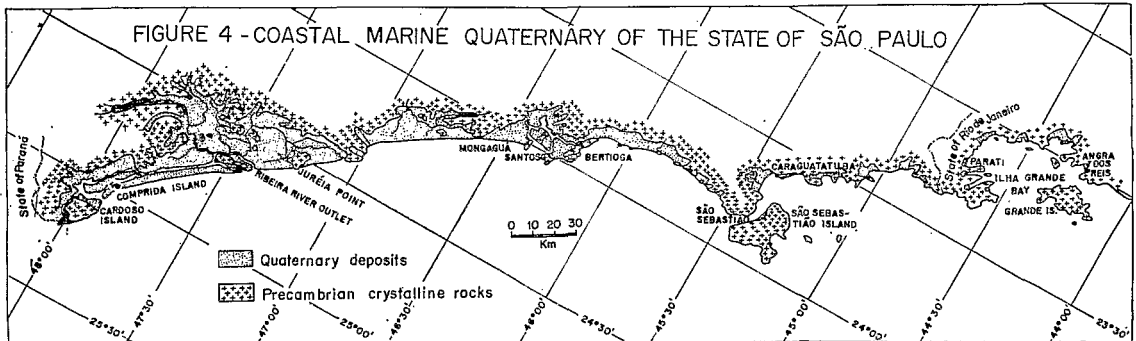 FIGURE 4 - COASTAL MARINE QUATERNARY OF THE STATE OF SÃO PAULO
State of Paraná
CARDOSO
ISLAND
COMPRIDA ISLAND
RIBEIRA RIVER OUTLET
JURÉIA POINT
MONGAGUÁ
SANTOS
BERTIOGA
SÃO
SEBASTIÃO
SÃO SEBAS-
TIÃO ISLAND
CARAGUATATUBA
State of Rio de Janeiro
PARATI
ILHA GRANDE
BAY
GRANDE IS.
ANGRA
DOS
REIS
0 10 20 30
Km
Quaternary deposits
Precambrian crystalline rocks
48°00'
25°30'
47°30'
47°00'
25°00'
46°30'
46°00'
24°30'
45°30'
45°00'
24°00'
44°30'
44°00'
23°30'